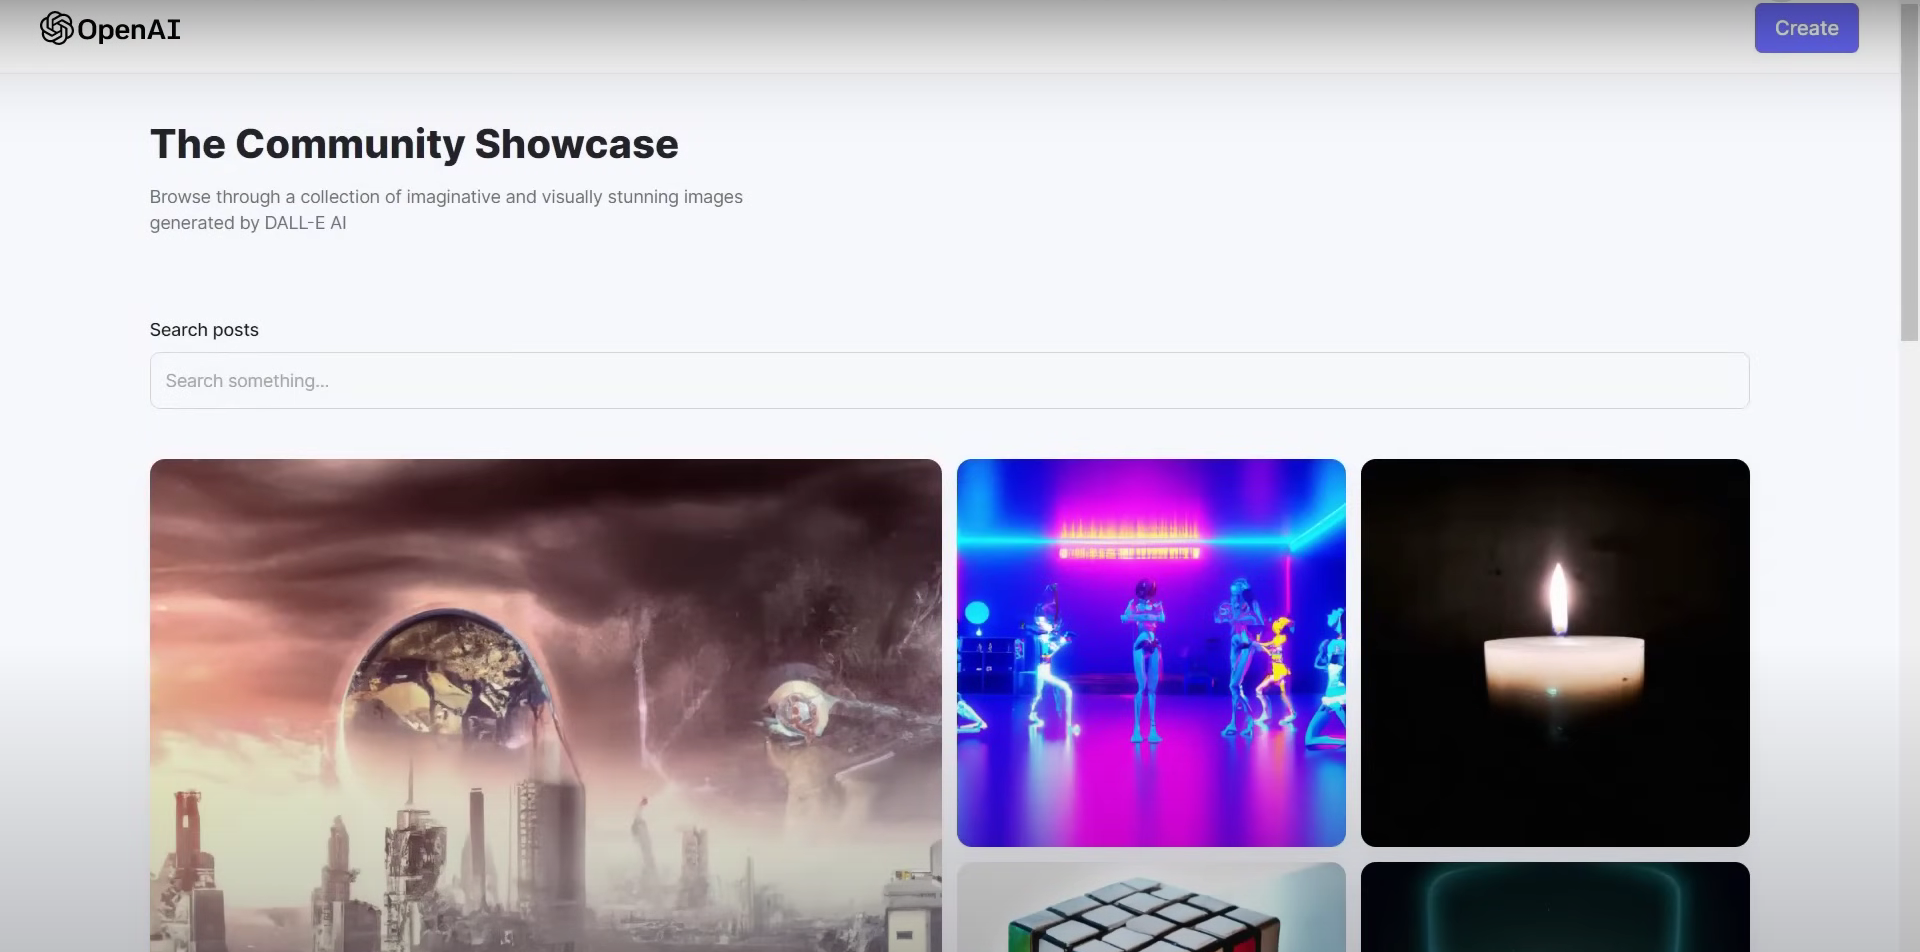 OpenAI
Create
The Community Showcase
Browse through a collection of imaginative and visually stunning images
generated by DALL-E AI
Search posts
Search something...